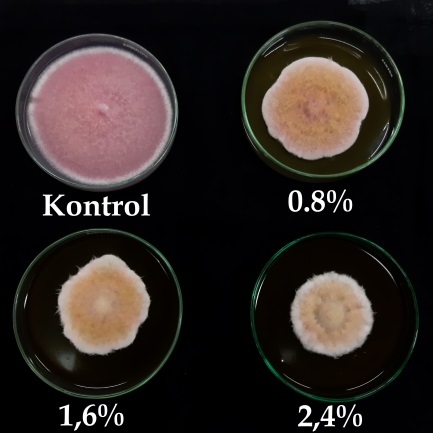 Kontrol
0.8%
1,6%
2,4%